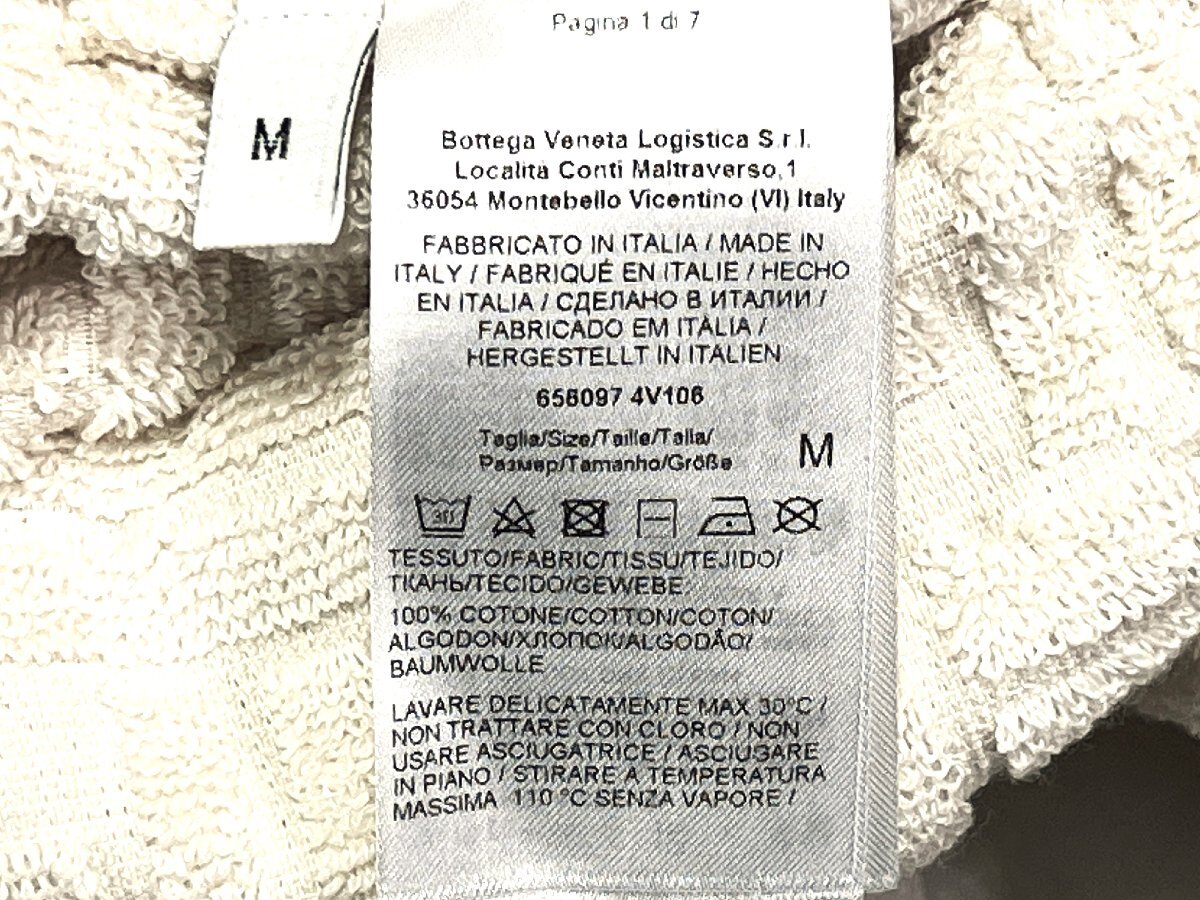 Pagina 1 di 7
M
Bottega Veneta Logistica S.r.l.
Località Conti Maltraverso,1
36054 Montebello Vicentino (VI) Italy
FABBRICATO IN ITALIA / MADE IN
ITALY / FABRIQUÉ EN ITALIE / HECHO
EN ITALIA / СДЕЛАНО В ИТАЛИИ /
FABRICADO EM ITÀLIA /
HERGESTELLT IN ITALIEN
658097 4V106
Taglia/Size/Taille/Talla/
Размер/Tamanho/Größe M
30
TESSUTO/FABRIC/TISSU/TEJIDO/
ТКАНЬ/TECIDO/GEWEBE
100% COTONE/COTTON/COTON/
ALGODON/ХЛОПОК/ALGODÃO/
BAUMWOLLE
LAVARE DELICATAMENTE MAX 30°C /
NON TRATTARE CON CLORO / NON
USARE ASCIUGATRICE / ASCIUGARE
IN PIANO / STIRARE A TEMPERATURA
MASSIMA 110 °C SENZA VAPORE /